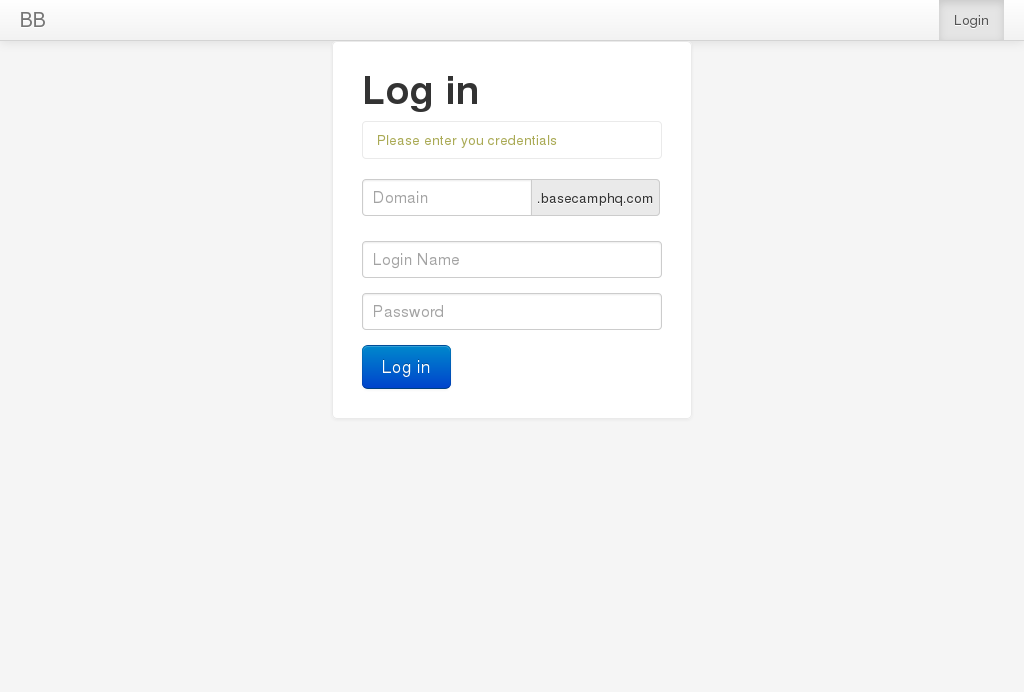 BB
Login
Log in
Please enter you credentials
Domain .basecamphq.com
Login Name
Password
Log in